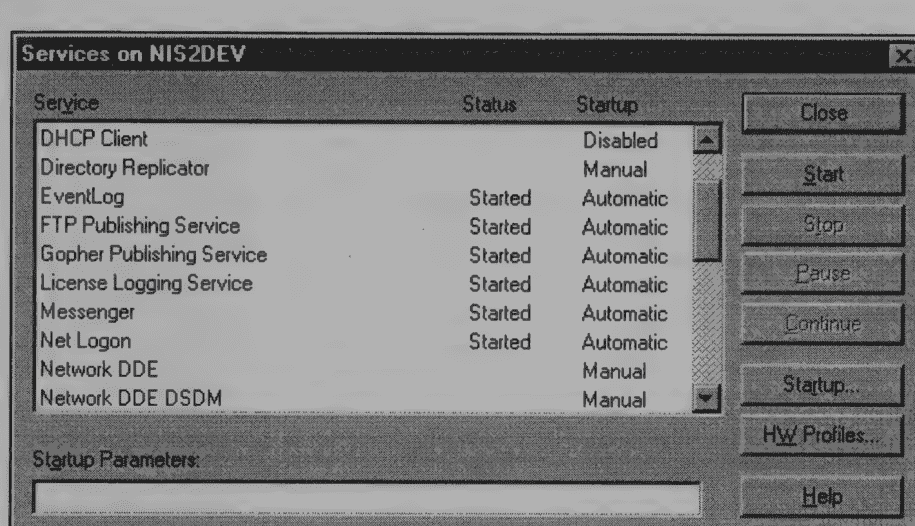 Services on NIS2DEV
Service Status Startup
DHCP Client Disabled
Directory Replicator Manual
EventLog Started Automatic
FTP Publishing Service Started Automatic
Gopher Publishing Service Started Automatic
License Logging Service Started Automatic
Messenger Started Automatic
Net Logon Started Automatic
Network DDE Manual
Network DDE DSDM Manual
Close
Start
Stop
Pause
Continue
Startup...
HW Profiles...
Help
Startup Parameters: